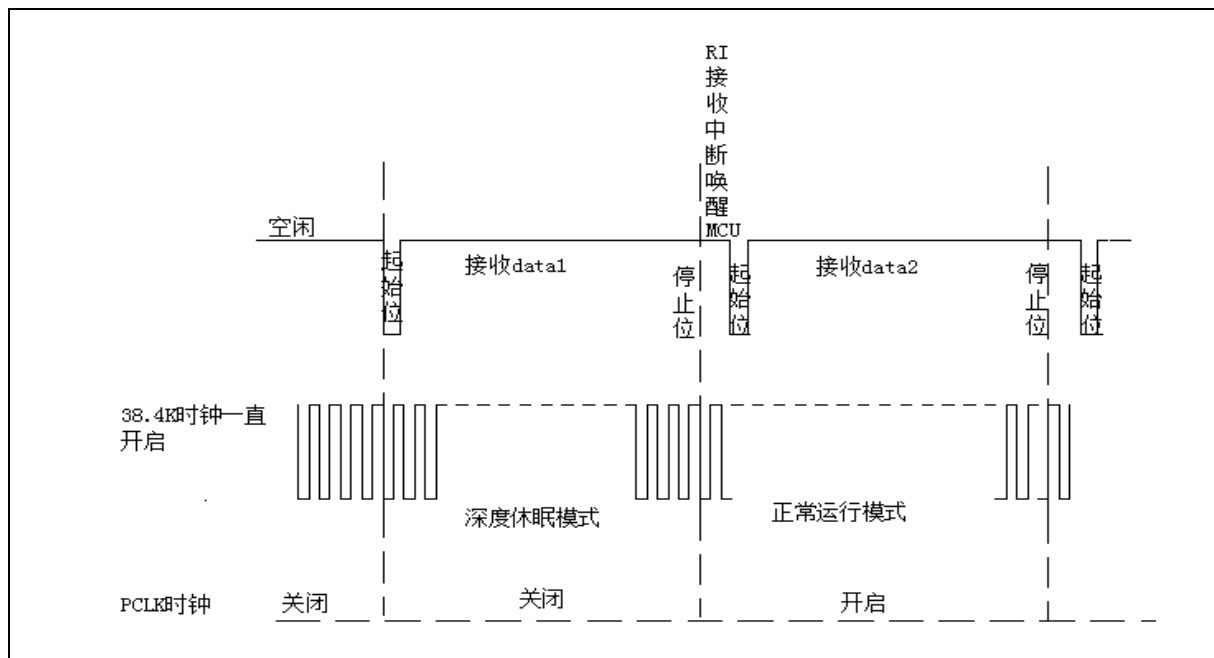 RI
接
收
中
断
唤
醒
MCU
空闲
起
始
位
接收data1
停
止
位
起
始
位
接收data2
停
止
位
起
始
位
38.4K时钟一直
开启
深度休眠模式
正常运行模式
PCLK时钟
关闭
关闭
开启